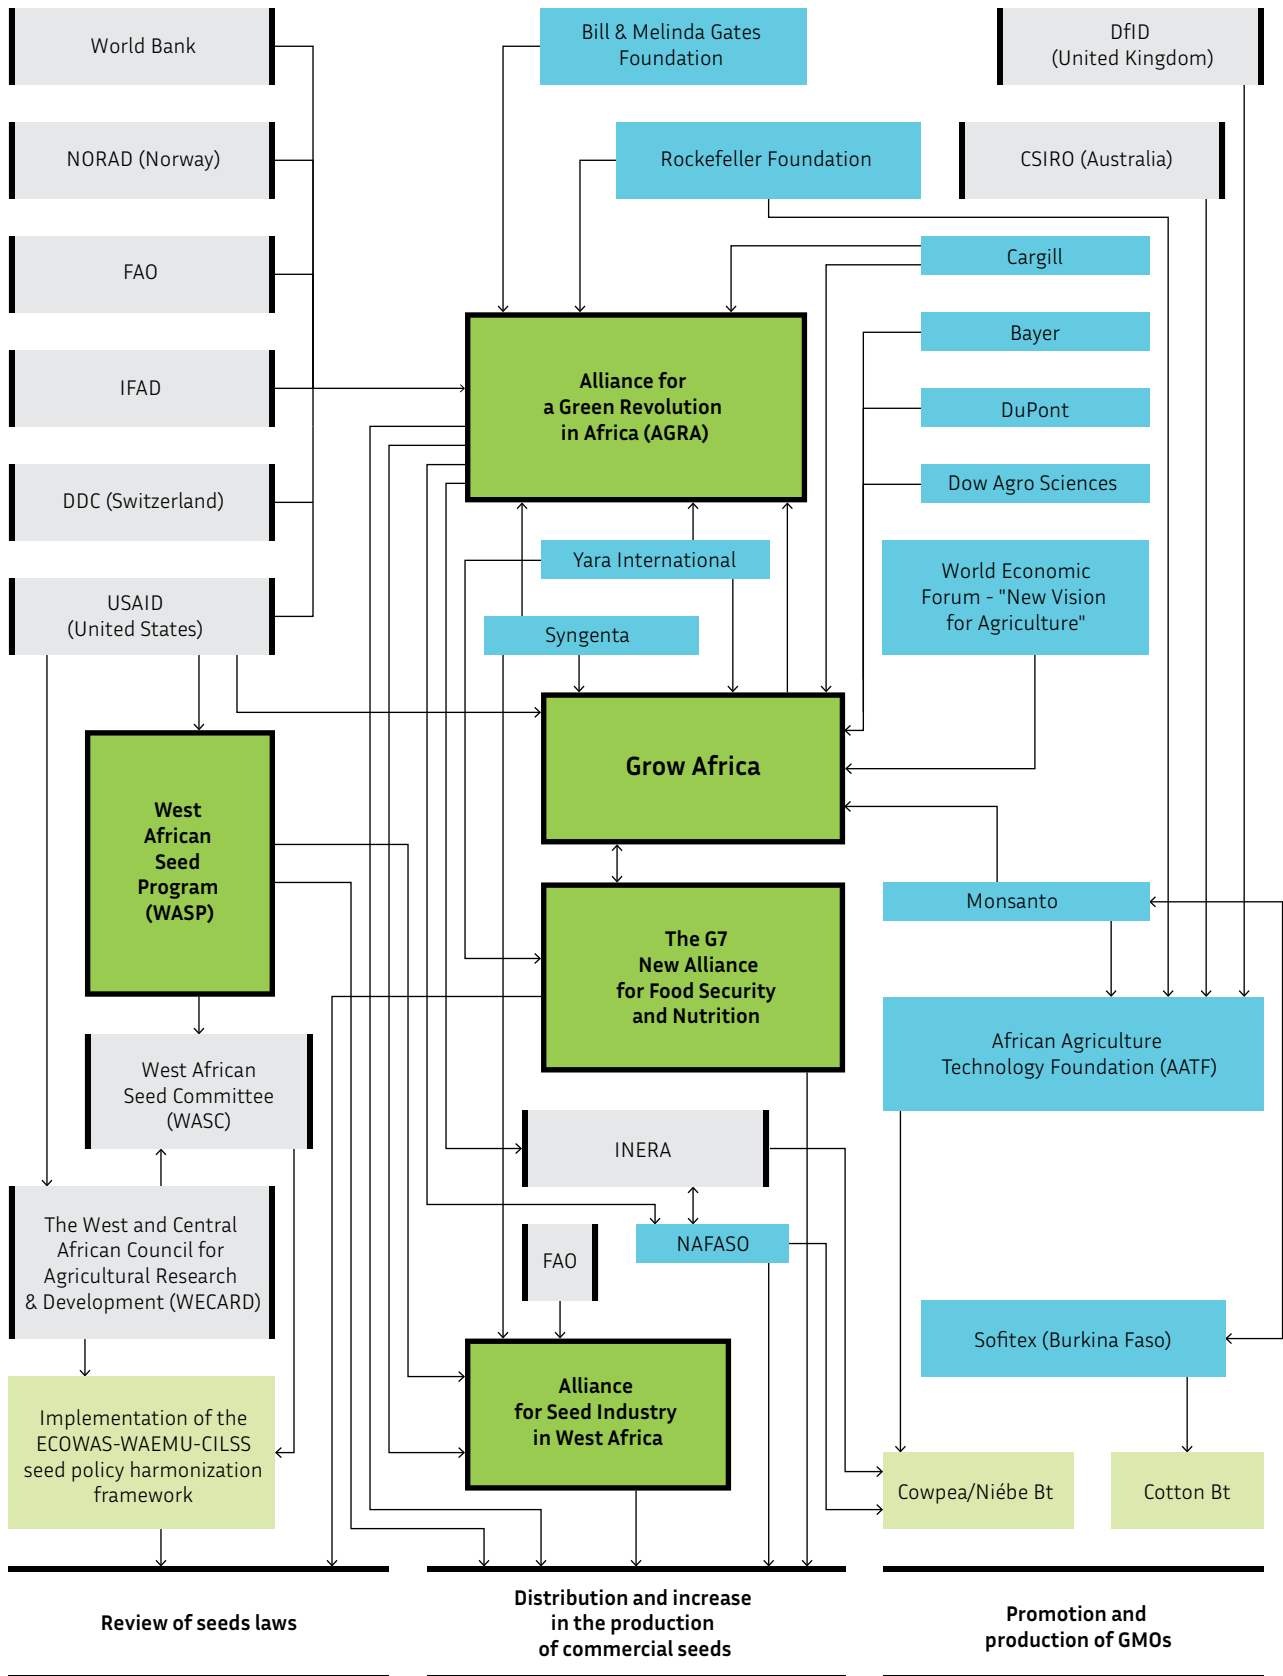 World Bank
Bill & Melinda Gates
Foundation
DfID
(United Kingdom)
NORAD (Norway)
Rockefeller Foundation
CSIRO (Australia)
FAO
Cargill
Bayer
IFAD
Alliance for
a Green Revolution
in Africa (AGRA)
DuPont
DDC (Switzerland)
Dow Agro Sciences
Yara International
World Economic
Forum - "New Vision
for Agriculture"
USAID
(United States)
Syngenta
Grow Africa
West
African
Seed
Program
(WASP)
Monsanto
The G7
New Alliance
for Food Security
and Nutrition
West African
Seed Committee
(WASC)
African Agriculture
Technology Foundation (AATF)
INERA
The West and Central
African Council for
Agricultural Research
& Development (WECARD)
FAO
NAFASO
Sofitex (Burkina Faso)
Implementation of the
ECOWAS-WAEMU-CILSS
seed policy harmonization
framework
Alliance
for Seed Industry
in West Africa
Cowpea/Niébe Bt
Cotton Bt
Review of seeds laws
Distribution and increase
in the production
of commercial seeds
Promotion and
production of GMOs